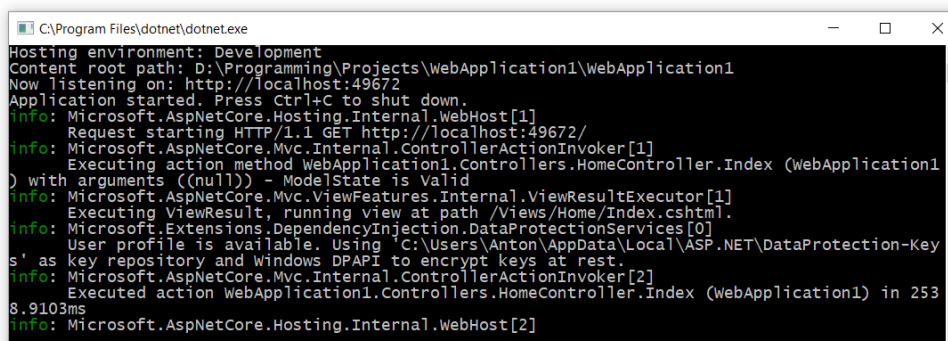 C:\Program Files\dotnet\dotnet.exe
Hosting environment: Development
Content root path: D:\Programming\Projects\WebApplication1\WebApplication1
Now listening on: http://localhost:49672
Application started. Press Ctrl+C to shut down.
info: Microsoft.AspNetCore.Hosting.Internal.WebHost[1]
      Request starting HTTP/1.1 GET http://localhost:49672/
info: Microsoft.AspNetCore.Mvc.Internal.ControllerActionInvoker[1]
      Executing action method WebApplication1.Controllers.HomeController.Index (WebApplication1
) with arguments ((null)) - ModelState is Valid
info: Microsoft.AspNetCore.Mvc.ViewFeatures.Internal.ViewResultExecutor[1]
      Executing ViewResult, running view at path /Views/Home/Index.cshtml.
info: Microsoft.Extensions.DependencyInjection.DataProtectionServices[0]
      User profile is available. Using 'C:\Users\Anton\AppData\Local\ASP.NET\DataProtection-Key
s' as key repository and Windows DPAPI to encrypt keys at rest.
info: Microsoft.AspNetCore.Mvc.Internal.ControllerActionInvoker[2]
      Executed action WebApplication1.Controllers.HomeController.Index (WebApplication1) in 253
8.9103ms
info: Microsoft.AspNetCore.Hosting.Internal.WebHost[2]